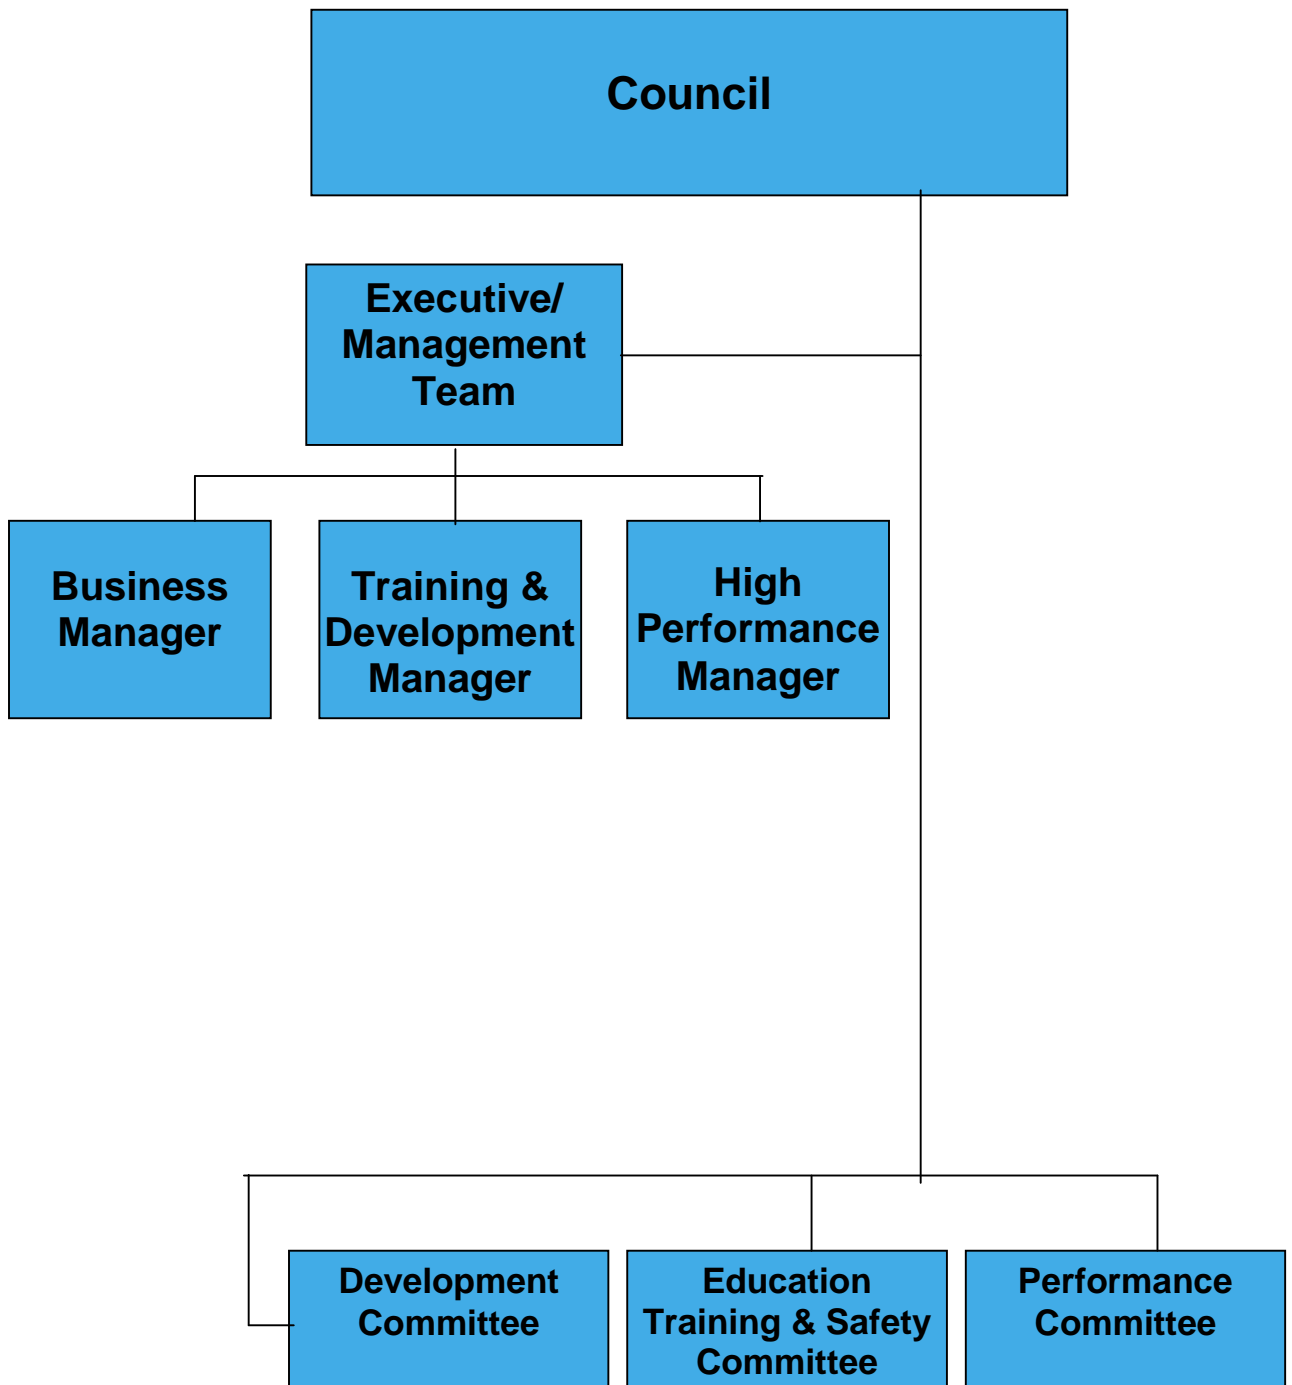 Council
Executive/
Management
Team
Business
Manager
Training &
Development
Manager
High
Performance
Manager
Development
Committee
Education
Training & Safety
Committee
Performance
Committee